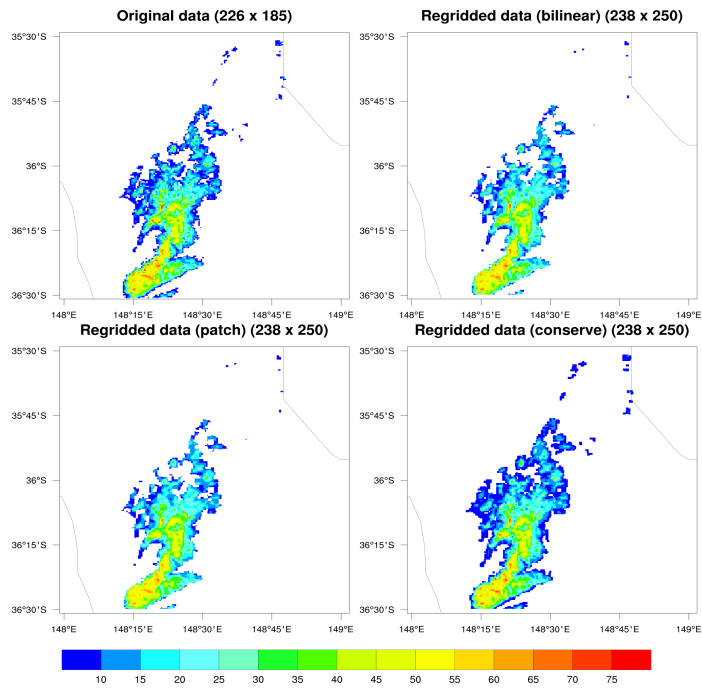 Original data (226 x 185)
35°30'S
35°45'S
36°S
36°15'S
36°30'S
148°E 148°15'E 148°30'E 148°45'E 149°E
Regridded data (bilinear) (238 x 250)
35°30'S
35°45'S
36°S
36°15'S
36°30'S
148°E 148°15'E 148°30'E 148°45'E 149°E
Regridded data (patch) (238 x 250)
35°30'S
35°45'S
36°S
36°15'S
36°30'S
148°E 148°15'E 148°30'E 148°45'E 149°E
Regridded data (conserve) (238 x 250)
35°30'S
35°45'S
36°S
36°15'S
36°30'S
148°E 148°15'E 148°30'E 148°45'E 149°E
10 15 20 25 30 35 40 45 50 55 60 65 70 75